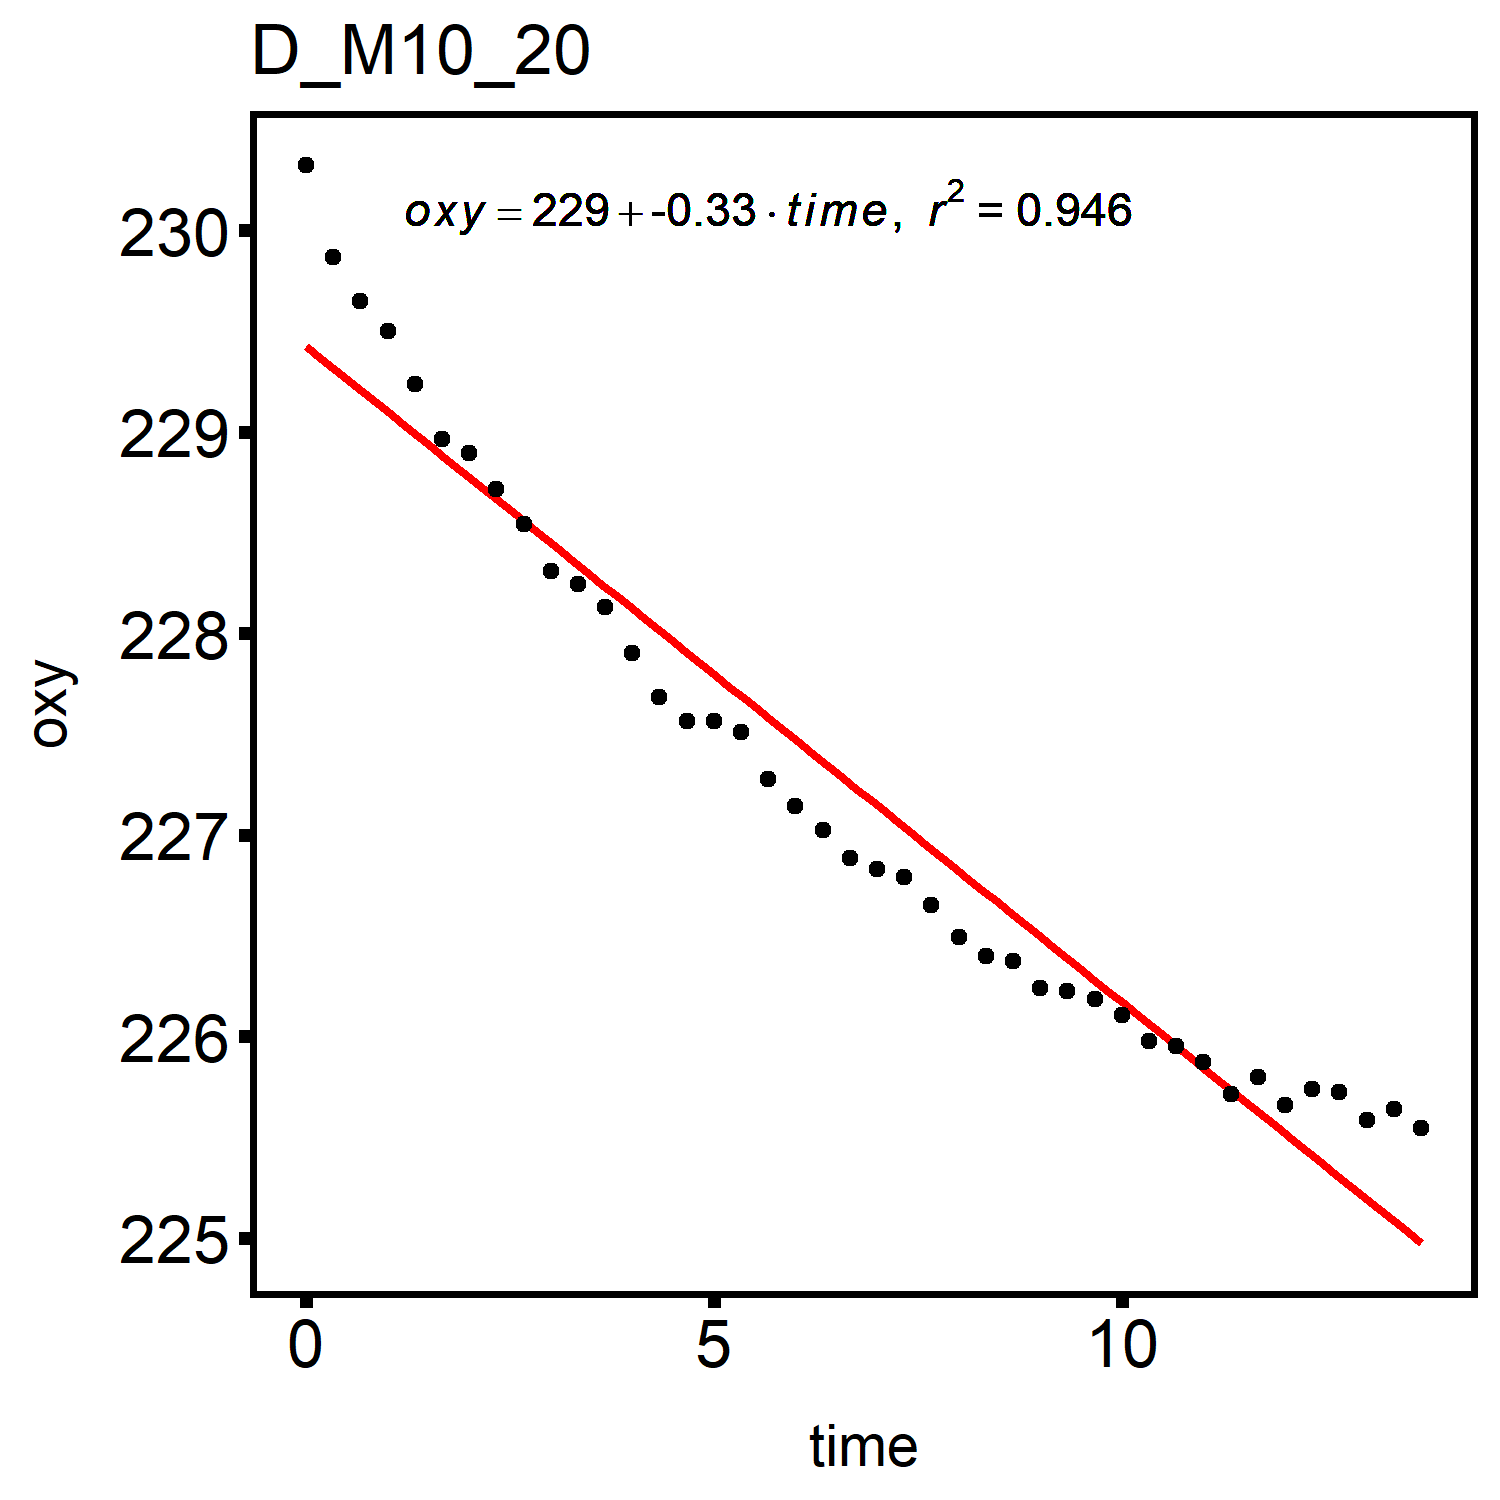 D_M10_20
oxy = 229 + -0.33 · time, r² = 0.946
230
229
228
227
226
225
oxy
0 5 10
time